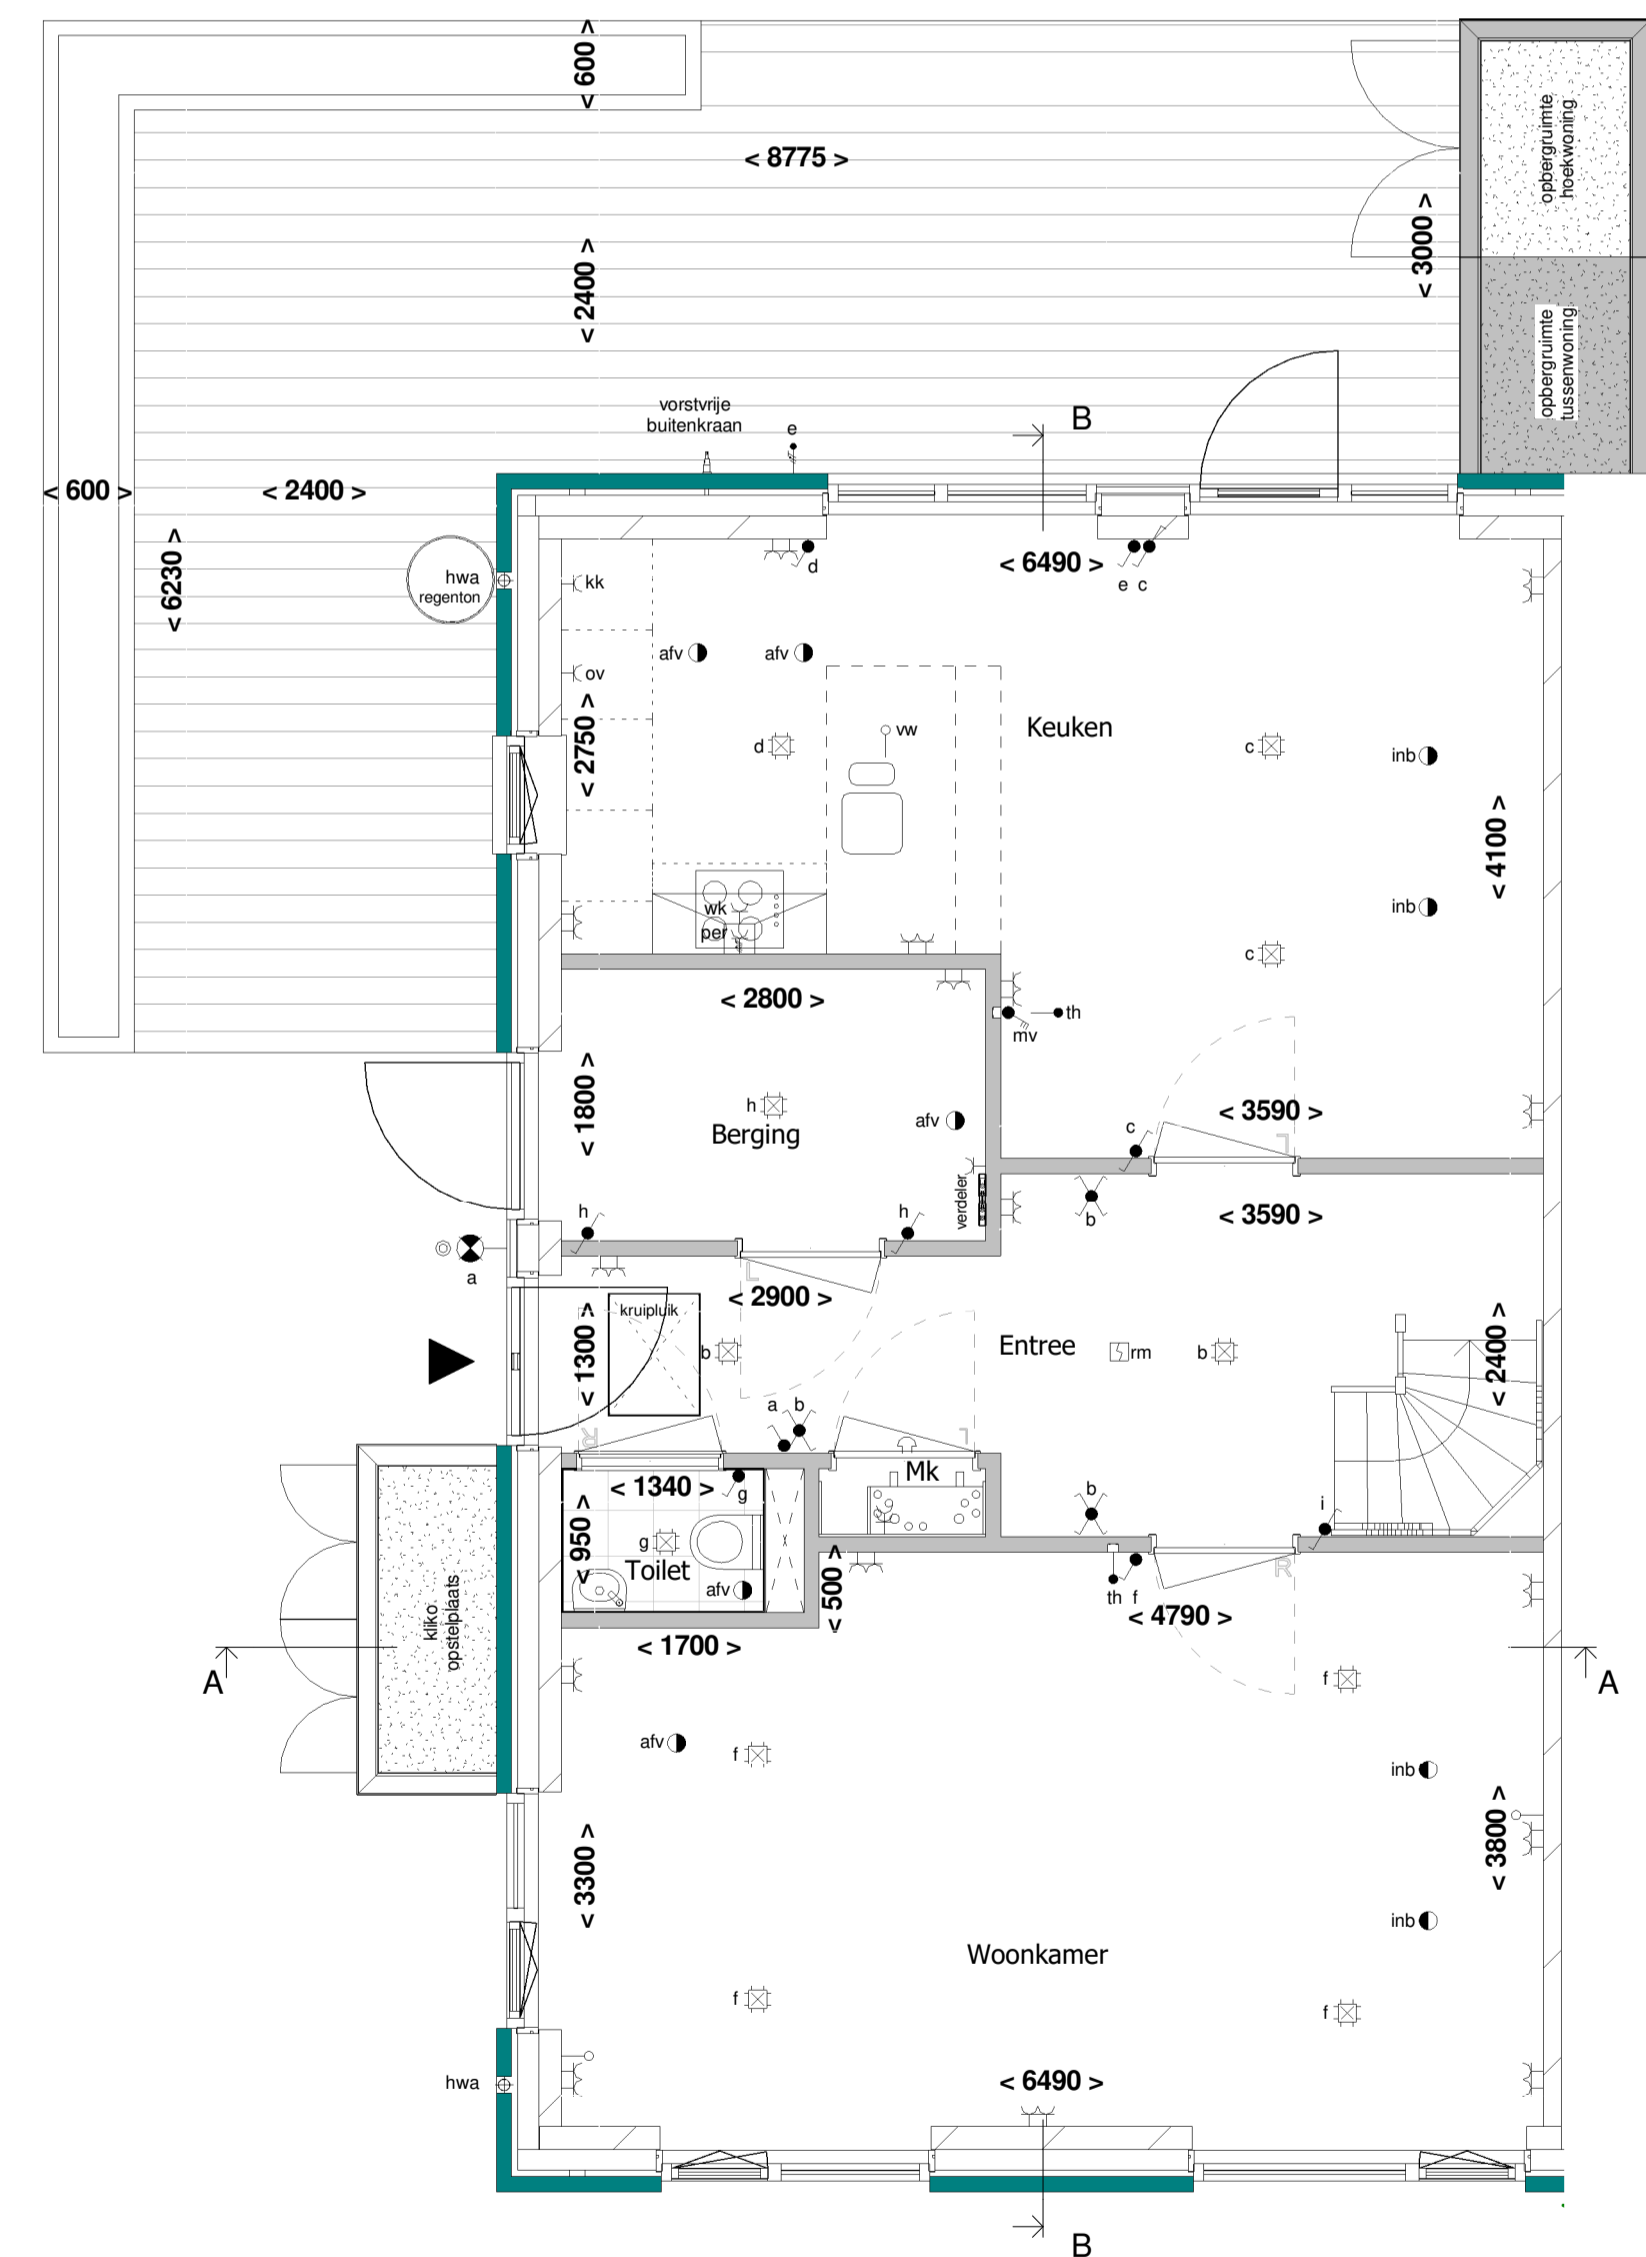 < 600 >
< 8775 >
opbergruimte
hoekwoning
< 3000 >
< 2400 >
opbergruimte
tussenwoning
vorstvrije
buitenkraan
e
B
< 600 >
< 2400 >
< 6230 >
hwa
regenton
kk
d
< 6490 >
e c
afv
afv
ov
< 2750 >
d
vw
Keuken
c
inb
< 4100 >
wk
per
inb
c
< 2800 >
th
mv
< 1800 >
h
Berging
afv
c
< 3590 >
L
verdeler
h
h
b
< 3590 >
a
L
< 2900 >
kruipluik
< 1300 >
b
Entree
rm
b
< 2400 >
a b
R
L
Mk
< 1340 >
g
b
i
< 950 >
g
Toilet
afv
< 500 >
th f
R
< 4790 >
kliko
opstelplaats
< 1700 >
A
A
f
afv
f
inb
< 3300 >
< 3800 >
inb
Woonkamer
f
f
hwa
< 6490 >
B